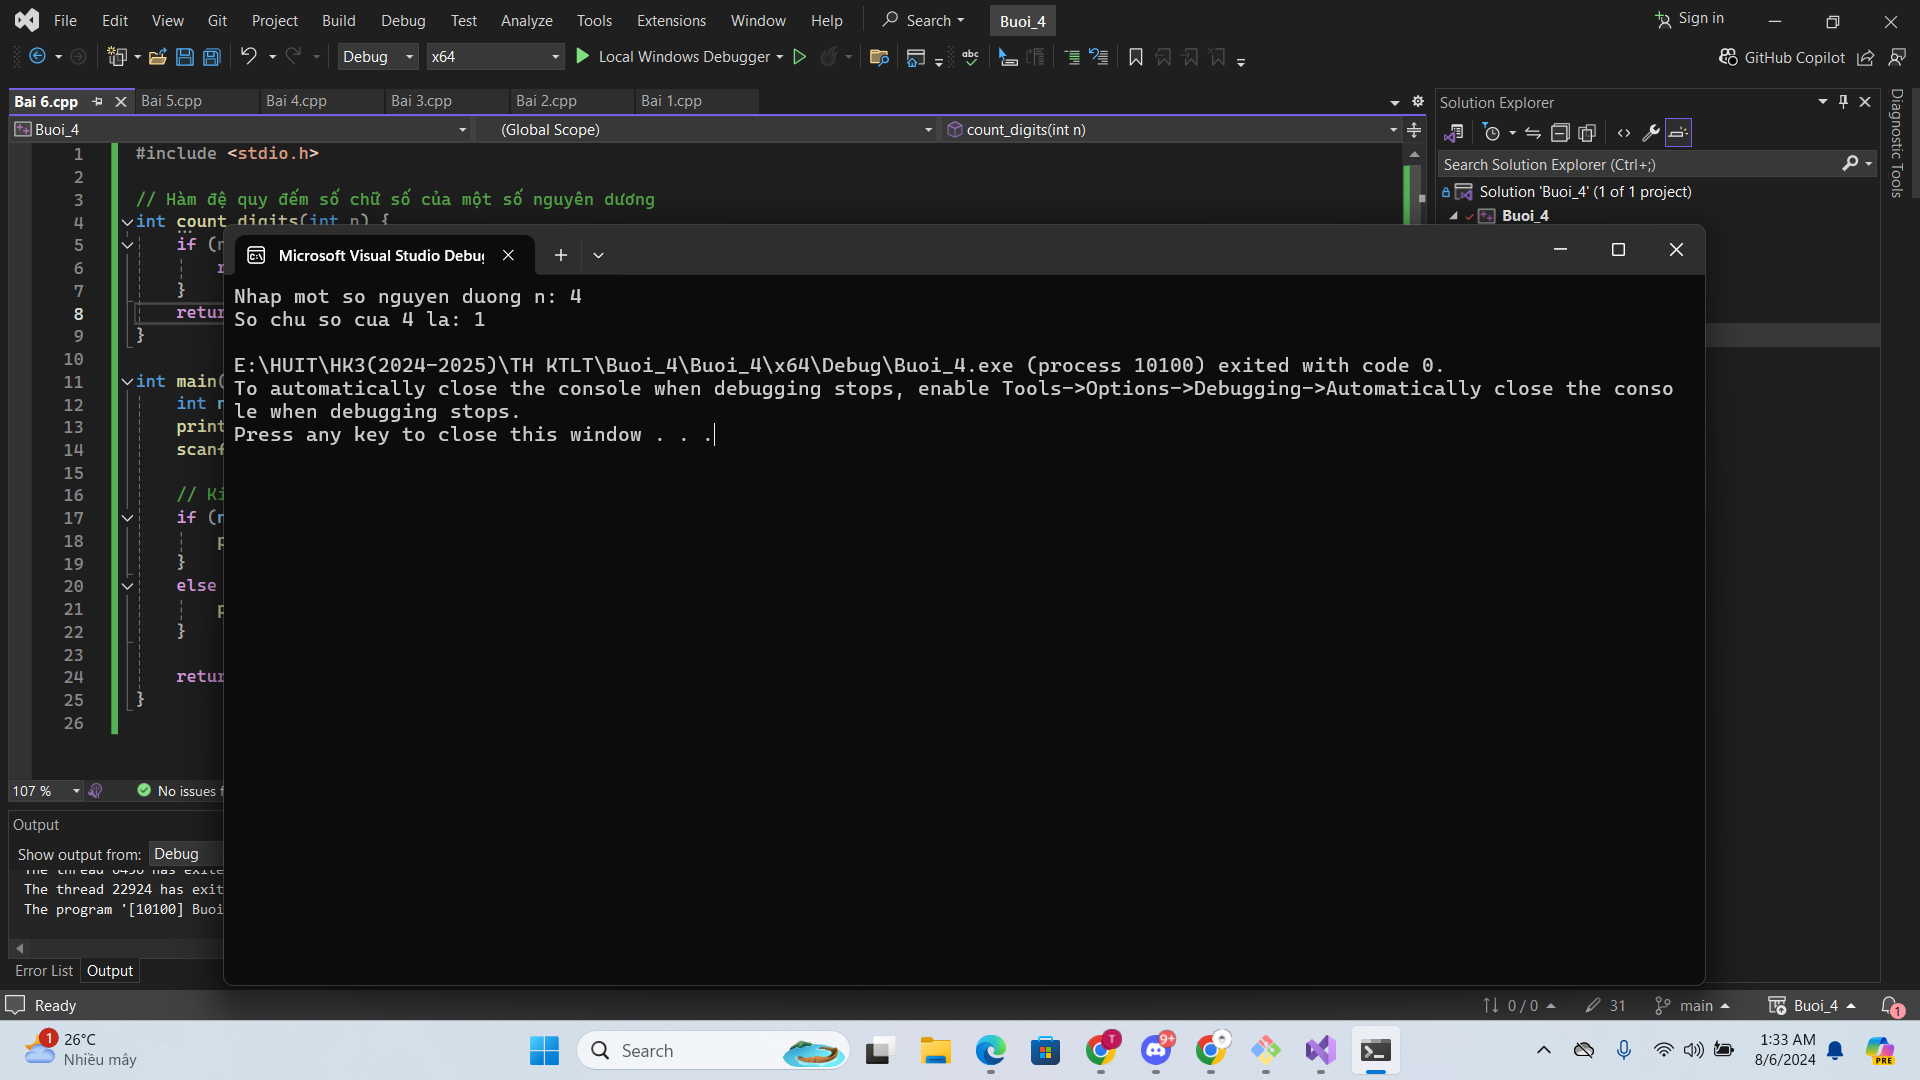 File Edit View Git Project Build Debug Test Analyze Tools Extensions Window Help Search Buoi_4 Sign in
Debug x64 Local Windows Debugger GitHub Copilot
Bai 6.cpp Bai 5.cpp Bai 4.cpp Bai 3.cpp Bai 2.cpp Bai 1.cpp
Buoi_4 (Global Scope) count_digits(int n)
Solution Explorer
Search Solution Explorer (Ctrl+;)
Solution 'Buoi_4' (1 of 1 project)
Buoi_4
Diagnostic Tools
1 #include <stdio.h>
2
3 // Hàm đệ quy đếm số chữ số của một số nguyên dương
4 int count_digits(int n) {
5 if (n
6 r
7 }
8 retur
9 }
10
11 int main(
12 int n
13 print
14 scanf
15
16 // Ki
17 if (n
18 p
19 }
20 else
21 p
22 }
23
24 retur
25 }
26
Microsoft Visual Studio Debug
Nhap mot so nguyen duong n: 4
So chu so cua 4 la: 1
E:\HUIT\HK3(2024-2025)\TH KTLT\Buoi_4\Buoi_4\x64\Debug\Buoi_4.exe (process 10100) exited with code 0.
To automatically close the console when debugging stops, enable Tools->Options->Debugging->Automatically close the conso
le when debugging stops.
Press any key to close this window . . .
107 % No issues f
Output
Show output from: Debug
The thread has exite
The thread 22924 has exit
The program '[10100] Buoi
Error List Output
Ready 0 / 0 31 main Buoi_4 1
1 26°C
Nhiều mây
Search
T 9+
1:33 AM
8/6/2024
PRE